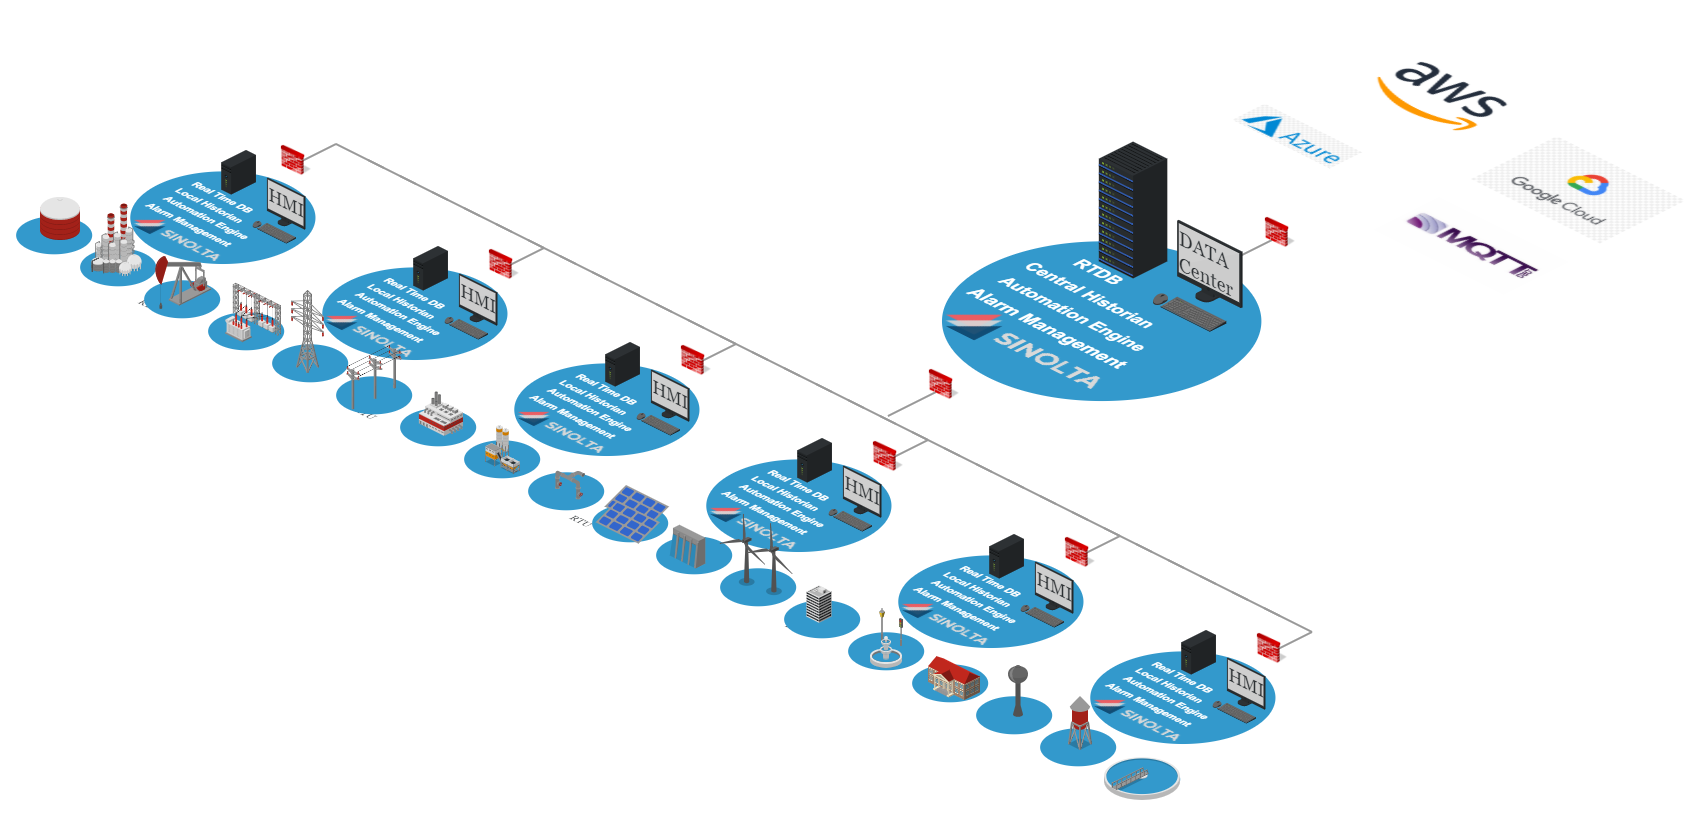 aws
Azure
Google Cloud
MQTT
Real Time DB
Local Historian
Automation Engine
Alarm Management
SINOLTA
HMI
Real Time DB
Local Historian
Automation Engine
Alarm Management
SINOLTA
HMI
DATA
Center
RTDB
Central Historian
Automation Engine
Alarm Management
SINOLTA
Real Time DB
Local Historian
Automation Engine
Alarm Management
SINOLTA
HMI
Real Time DB
Local Historian
Automation Engine
Alarm Management
SINOLTA
HMI
RTU
Real Time DB
Local Historian
Automation Engine
Alarm Management
SINOLTA
HMI
Real Time DB
Local Historian
Automation Engine
Alarm Management
SINOLTA
HMI